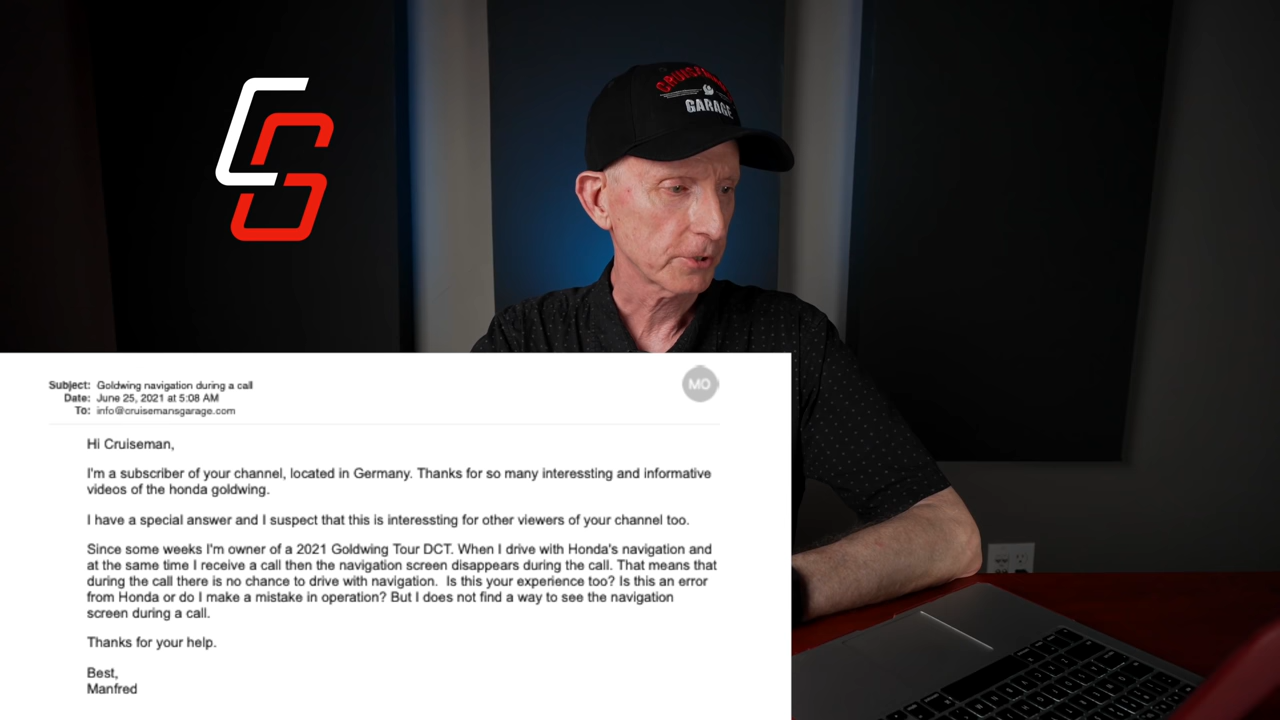 CRUISEMAN'S
GARAGE
Subject: Goldwing navigation during a call
Date: June 25, 2021 at 5:08 AM
To: info@cruisemansgarage.com
MO
Hi Cruiseman,
I'm a subscriber of your channel, located in Germany. Thanks for so many interessting and informative
videos of the honda goldwing.
I have a special answer and I suspect that this is interessting for other viewers of your channel too.
Since some weeks I'm owner of a 2021 Goldwing Tour DCT. When I drive with Honda's navigation and
at the same time I receive a call then the navigation screen disappears during the call. That means that
during the call there is no chance to drive with navigation.  Is this your experience too? Is this an error
from Honda or do I make a mistake in operation? But I does not find a way to see the navigation
screen during a call.
Thanks for your help.
Best,
Manfred